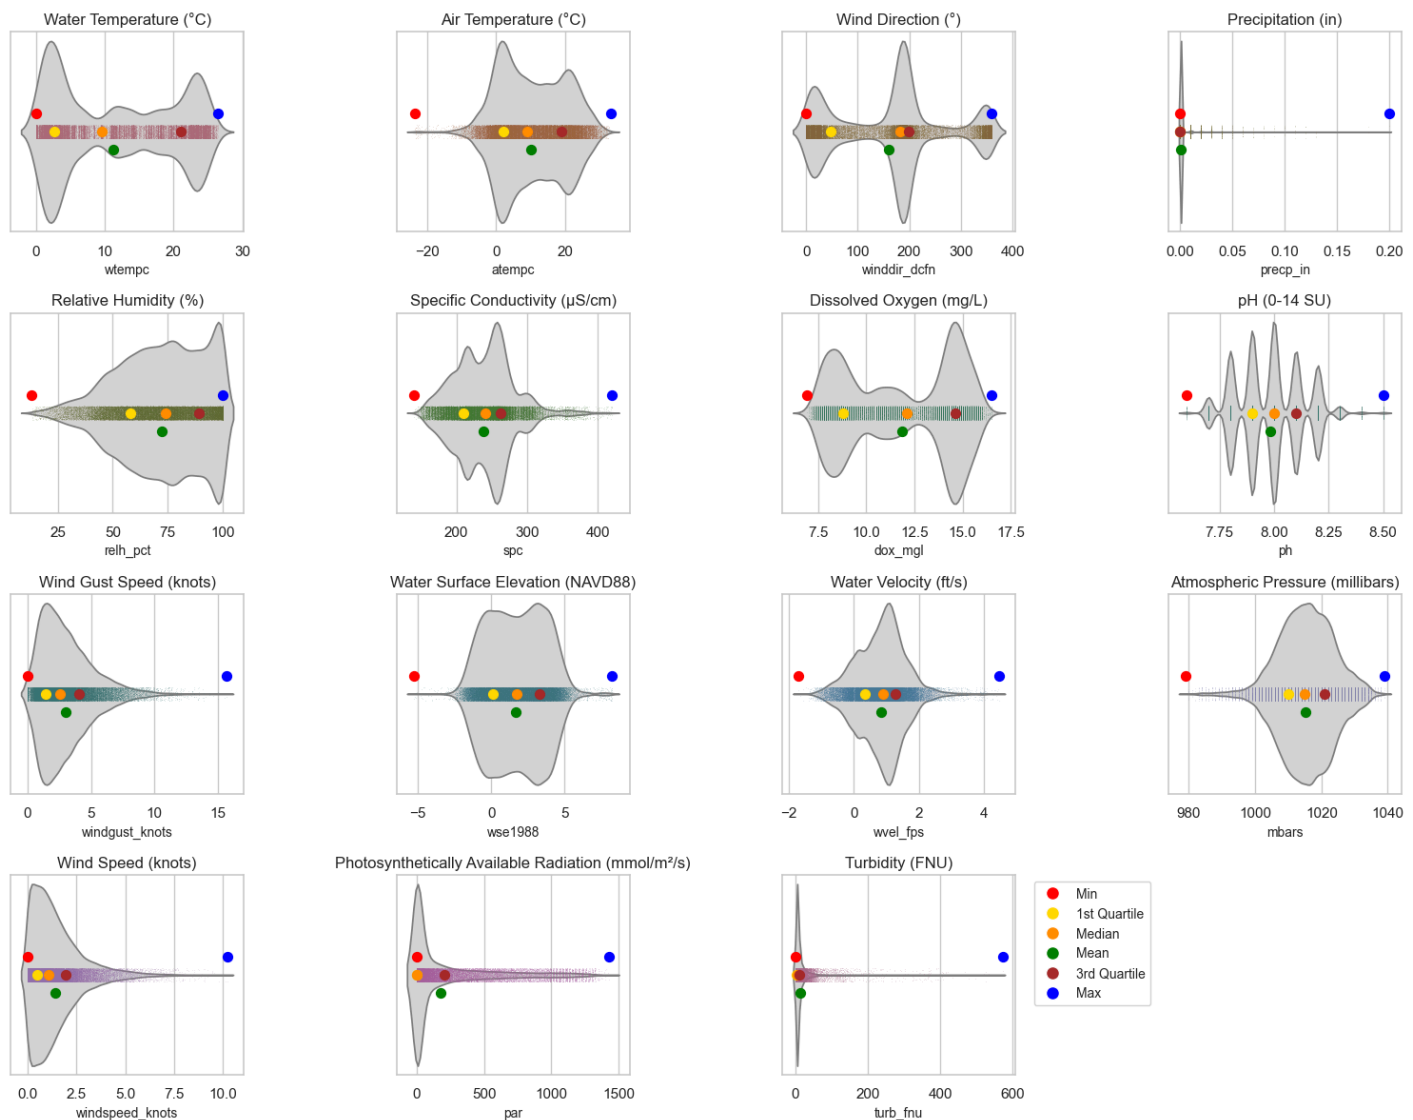 Water Temperature (°C)
Air Temperature (°C)
Wind Direction (°)
Precipitation (in)
0 10 20 30
−20 0 20
0 100 200 300 400
0.00 0.05 0.10 0.15 0.20
wtempc
atempc
winddir_dcfn
precp_in
Relative Humidity (%)
Specific Conductivity (µS/cm)
Dissolved Oxygen (mg/L)
pH (0-14 SU)
25 50 75 100
200 300 400
7.5 10.0 12.5 15.0 17.5
7.75 8.00 8.25 8.50
relh_pct
spc
dox_mgl
ph
Wind Gust Speed (knots)
Water Surface Elevation (NAVD88)
Water Velocity (ft/s)
Atmospheric Pressure (millibars)
0 5 10 15
−5 0 5
−2 0 2 4
980 1000 1020 1040
windgust_knots
wse1988
wvel_fps
mbars
Wind Speed (knots)
Photosynthetically Available Radiation (mmol/m²/s)
Turbidity (FNU)
0.0 2.5 5.0 7.5 10.0
0 500 1000 1500
0 200 400 600
windspeed_knots
par
turb_fnu
Min
1st Quartile
Median
Mean
3rd Quartile
Max